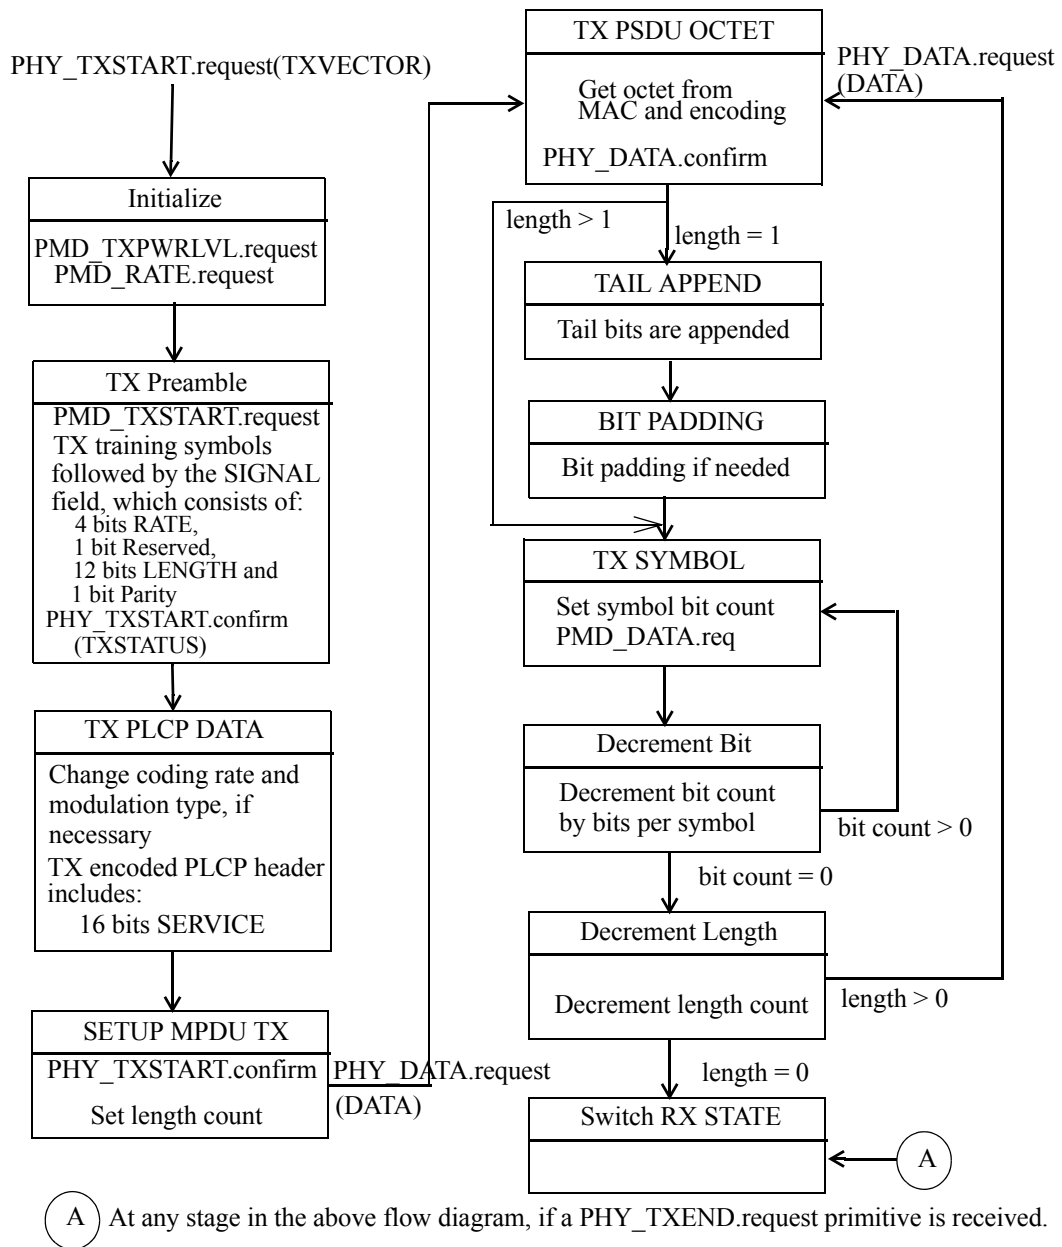 PHY_TXSTART.request(TXVECTOR)
Initialize
PMD_TXPWRLVL.request
PMD_RATE.request
TX Preamble
PMD_TXSTART.request
TX training symbols
followed by the SIGNAL
field, which consists of:
4 bits RATE,
1 bit Reserved,
12 bits LENGTH and
1 bit Parity
PHY_TXSTART.confirm
(TXSTATUS)
TX PLCP DATA
Change coding rate and
modulation type, if
necessary
TX encoded PLCP header
includes:
16 bits SERVICE
SETUP MPDU TX
PHY_TXSTART.confirm
Set length count
PHY_DATA.request
(DATA)
TX PSDU OCTET
Get octet from
MAC and encoding
PHY_DATA.confirm
PHY_DATA.request
(DATA)
length > 1
length = 1
TAIL APPEND
Tail bits are appended
BIT PADDING
Bit padding if needed
TX SYMBOL
Set symbol bit count
PMD_DATA.req
Decrement Bit
Decrement bit count
by bits per symbol
bit count > 0
bit count = 0
Decrement Length
Decrement length count
length > 0
length = 0
Switch RX STATE
A
A At any stage in the above flow diagram, if a PHY_TXEND.request primitive is received.